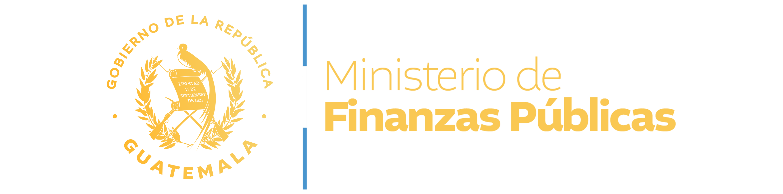 GOBIERNO DE LA REPÚBLICA
GUATEMALA
Ministerio de
Finanzas Públicas